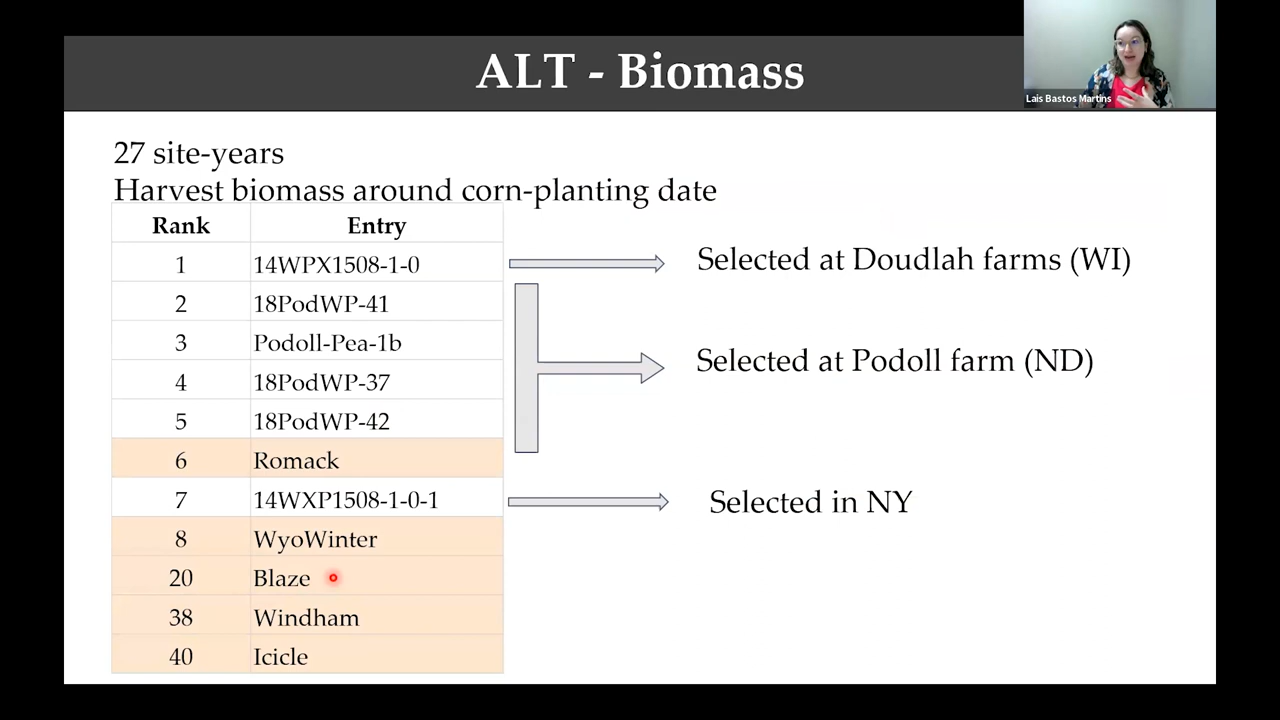 ALT - Biomass
Lais Bastos Martins
27 site-years
Harvest biomass around corn-planting date
Rank Entry
1 14WPX1508-1-0
2 18PodWP-41
3 Podoll-Pea-1b
4 18PodWP-37
5 18PodWP-42
6 Romack
7 14WXP1508-1-0-1
8 WyoWinter
20 Blaze
38 Windham
40 Icicle
Selected at Doudlah farms (WI)
Selected at Podoll farm (ND)
Selected in NY